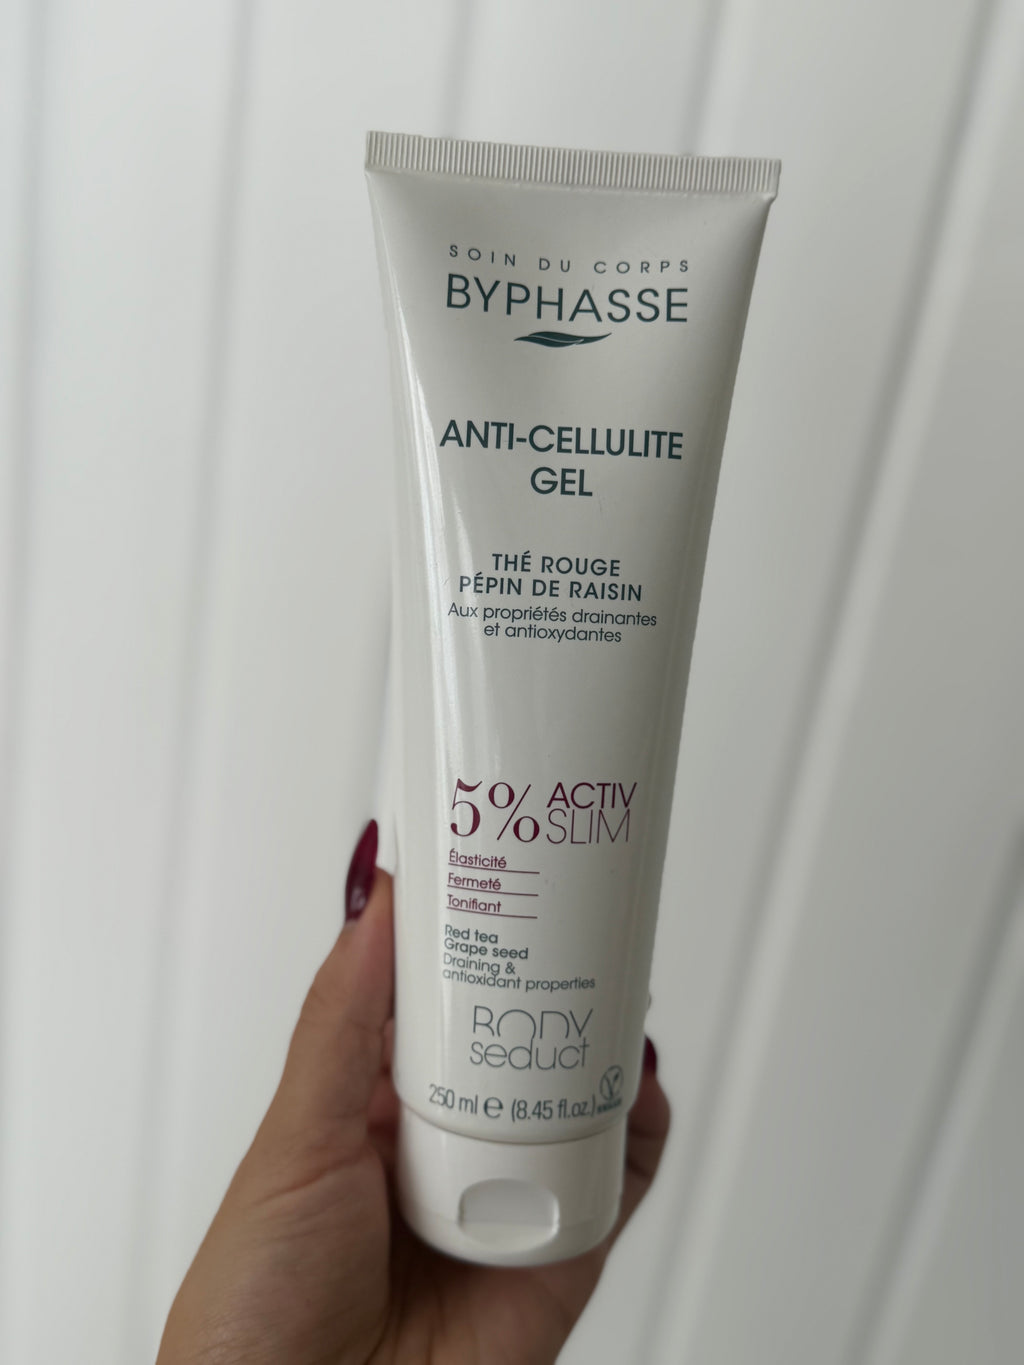 SOIN DU CORPS
BYPHASSE
ANTI-CELLULITE
GEL
THÉ ROUGE
PÉPIN DE RAISIN
Aux propriétés drainantes
et antioxydantes
5% ACTIV
SLIM
Élasticité
Fermeté
Tonifiant
Red tea
Grape seed
Draining &
antioxidant properties
BODY
seduct
250 ml e (8.45 fl.oz.)